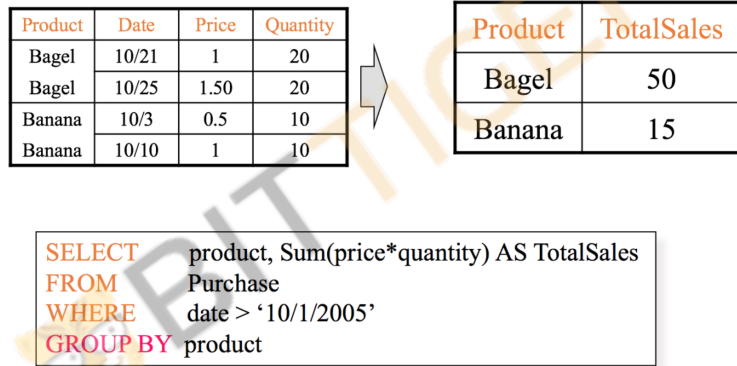 Product Date Price Quantity
Bagel 10/21 1 20
Bagel 10/25 1.50 20
Banana 10/3 0.5 10
Banana 10/10 1 10
Product TotalSales
Bagel 50
Banana 15
SELECT product, Sum(price*quantity) AS TotalSales
FROM Purchase
WHERE date > ‘10/1/2005’
GROUP BY product
BITTIGER